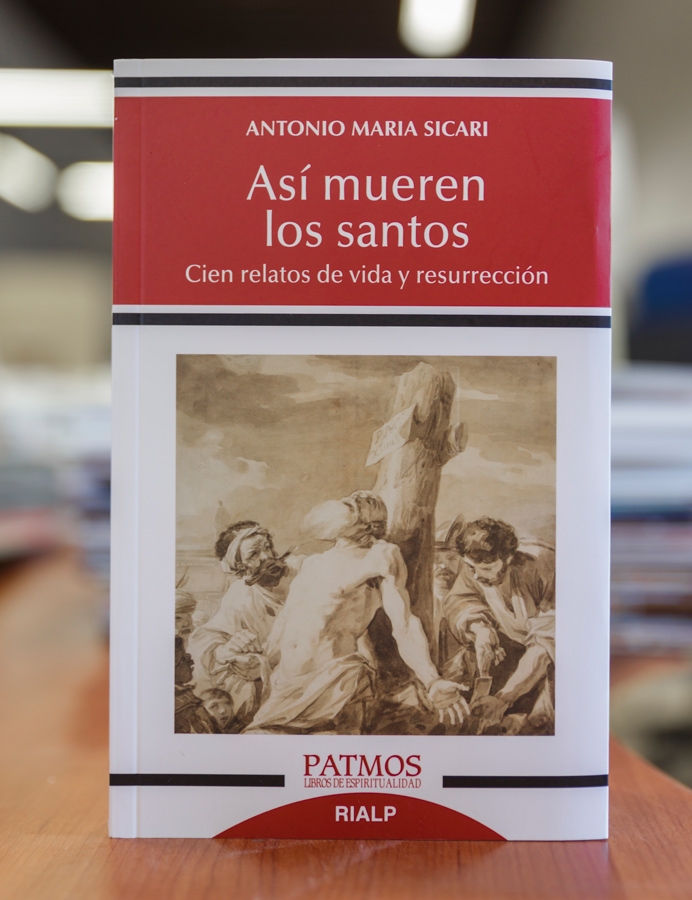 ANTONIO MARIA SICARI
Así mueren
los santos
Cien relatos de vida y resurrección
PATMOS
LIBROS DE ESPIRITUALIDAD
RIALP